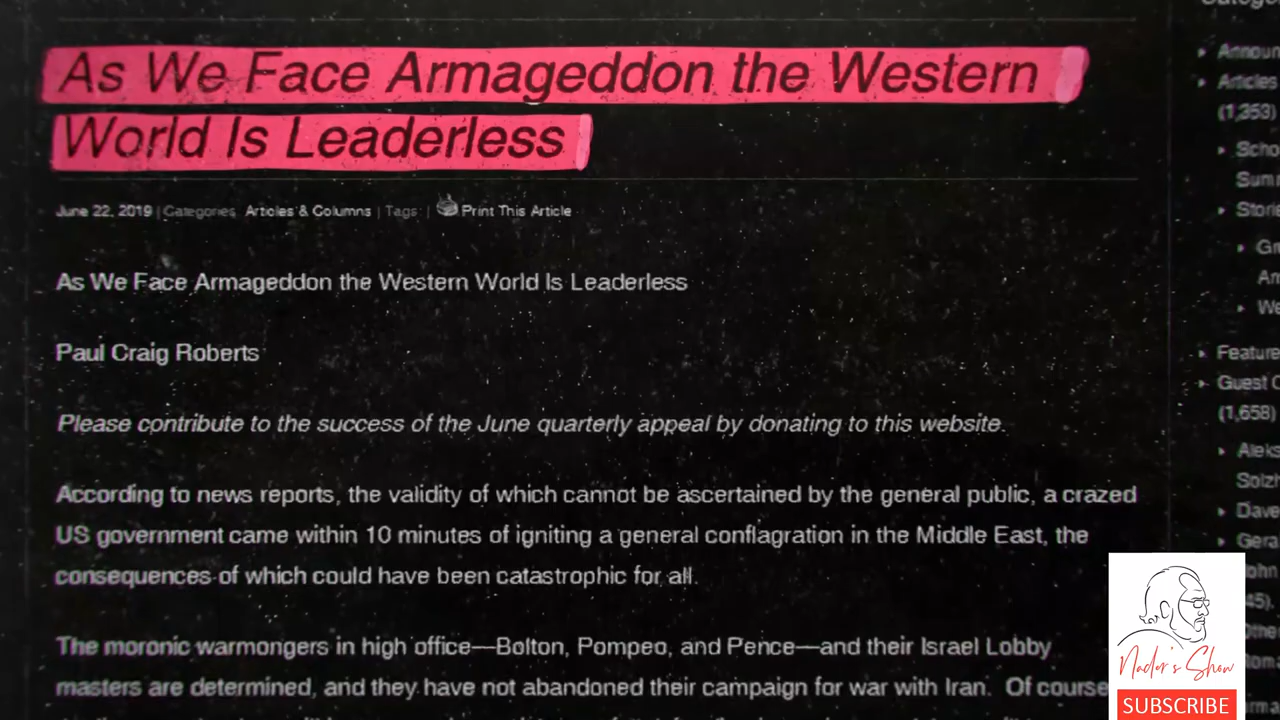 As We Face Armageddon the Western
World Is Leaderless
June 22, 2019 | Categories: Articles & Columns | Tags: | Print This Article
As We Face Armageddon the Western World Is Leaderless
Paul Craig Roberts
Please contribute to the success of the June quarterly appeal by donating to this website.
According to news reports, the validity of which cannot be ascertained by the general public, a crazed
US government came within 10 minutes of igniting a general conflagration in the Middle East, the
consequences of which could have been catastrophic for all.
The moronic warmongers in high office—Bolton, Pompeo, and Pence—and their Israel Lobby
masters are determined, and they have not abandoned their campaign for war with Iran. Of course
Articles
(1,353)
Guest
(1,658)
Nader's Show
SUBSCRIBE